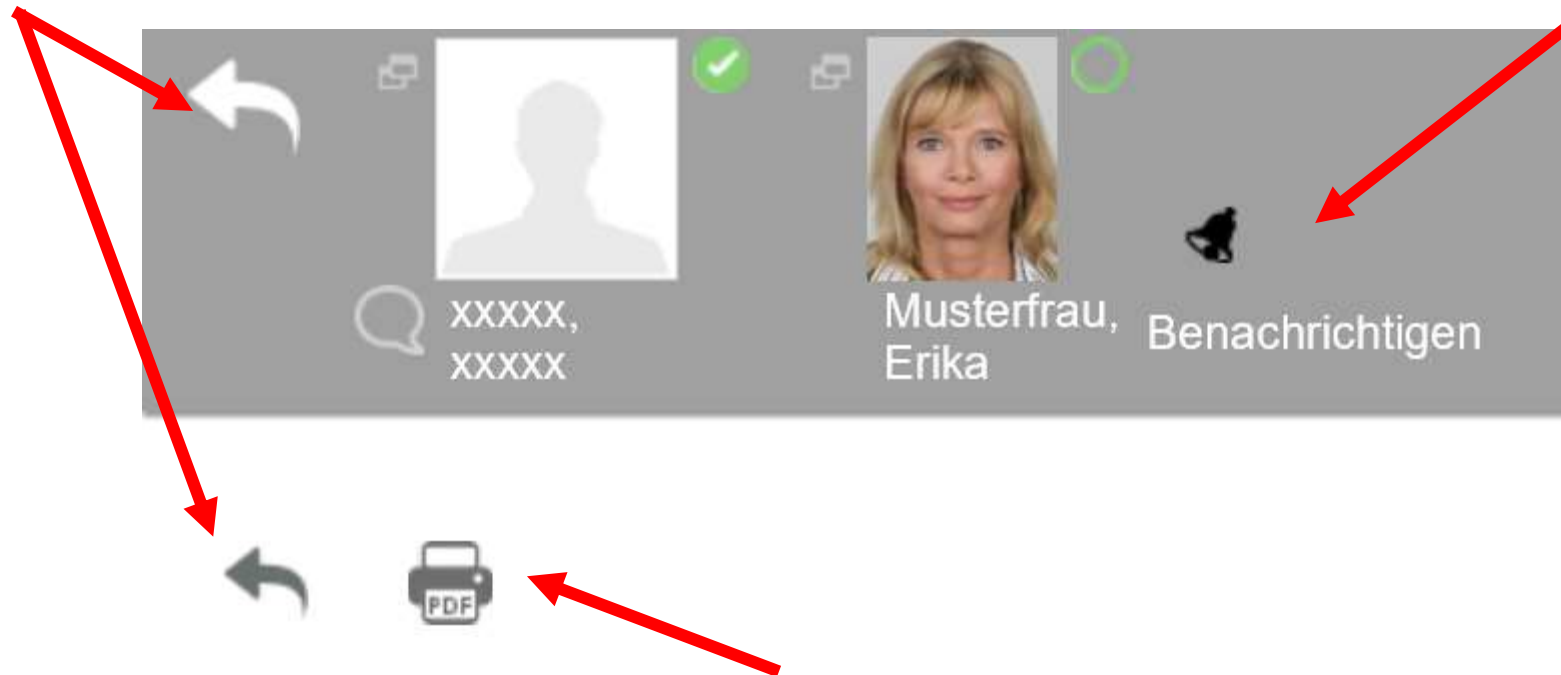 xxxxx,
xxxxx
Musterfrau,
Erika
Benachrichtigen
PDF